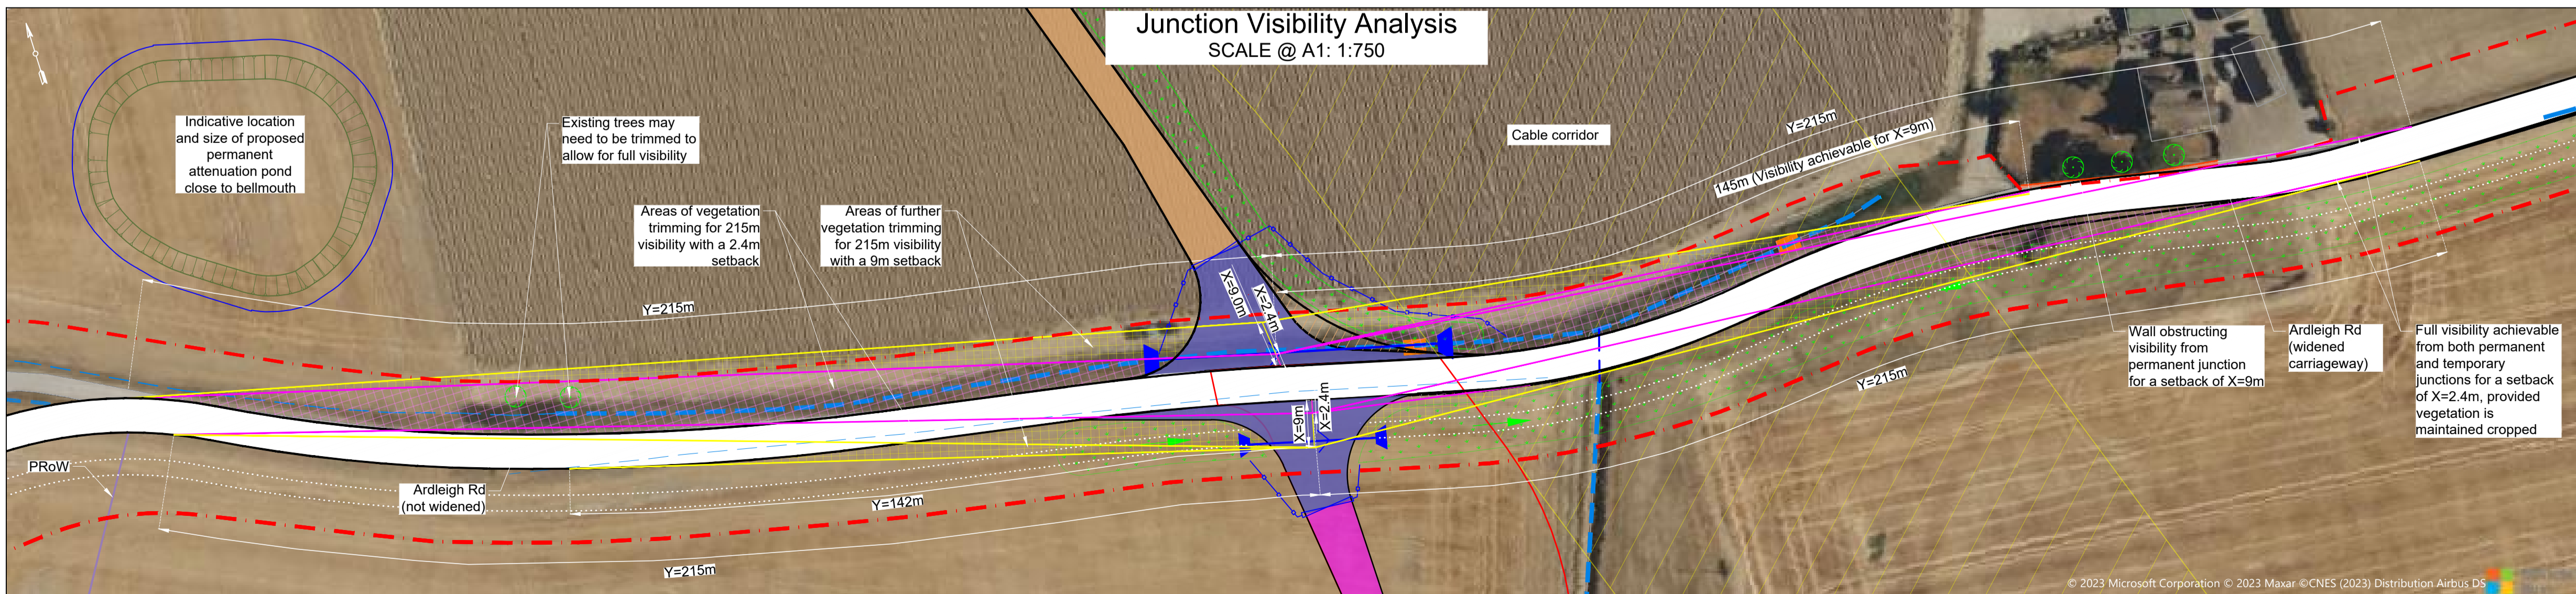 Junction Visibility Analysis
SCALE @ A1: 1:750
Indicative location
and size of proposed
permanent
attenuation pond
close to bellmouth
Existing trees may
need to be trimmed to
allow for full visibility
Areas of vegetation
trimming for 215m
visibility with a 2.4m
setback
Areas of further
vegetation trimming
for 215m visibility
with a 9m setback
Cable corridor
Y=215m
145m (Visibility achievable for X=9m)
Y=215m
X=9.0m
X=2.4m
X=9m
X=2.4m
Wall obstructing
visibility from
permanent junction
for a setback of X=9m
Ardleigh Rd
(widened
carriageway)
Full visibility achievable
from both permanent
and temporary
junctions for a setback
of X=2.4m, provided
vegetation is
maintained cropped
Y=215m
PRoW
Ardleigh Rd
(not widened)
Y=142m
Y=215m
© 2023 Microsoft Corporation © 2023 Maxar ©CNES (2023) Distribution Airbus DS